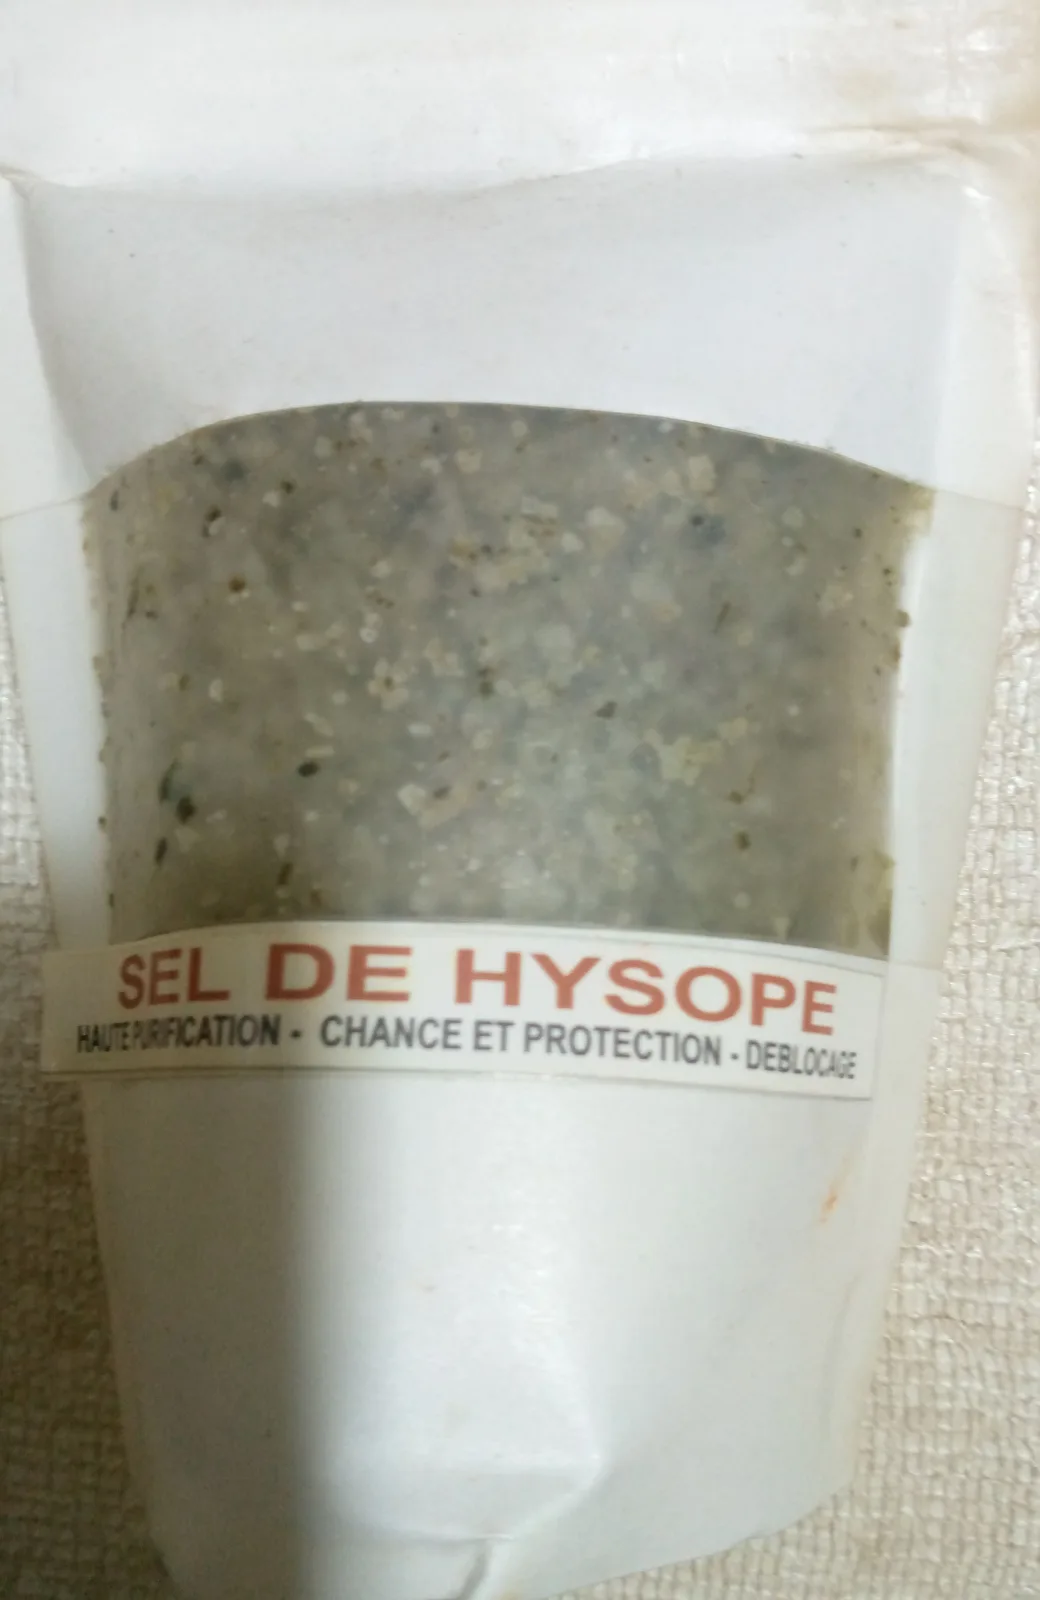 SEL DE HYSOPE
HAUTE PURIFICATION - CHANCE ET PROTECTION - DEBLOCAGE